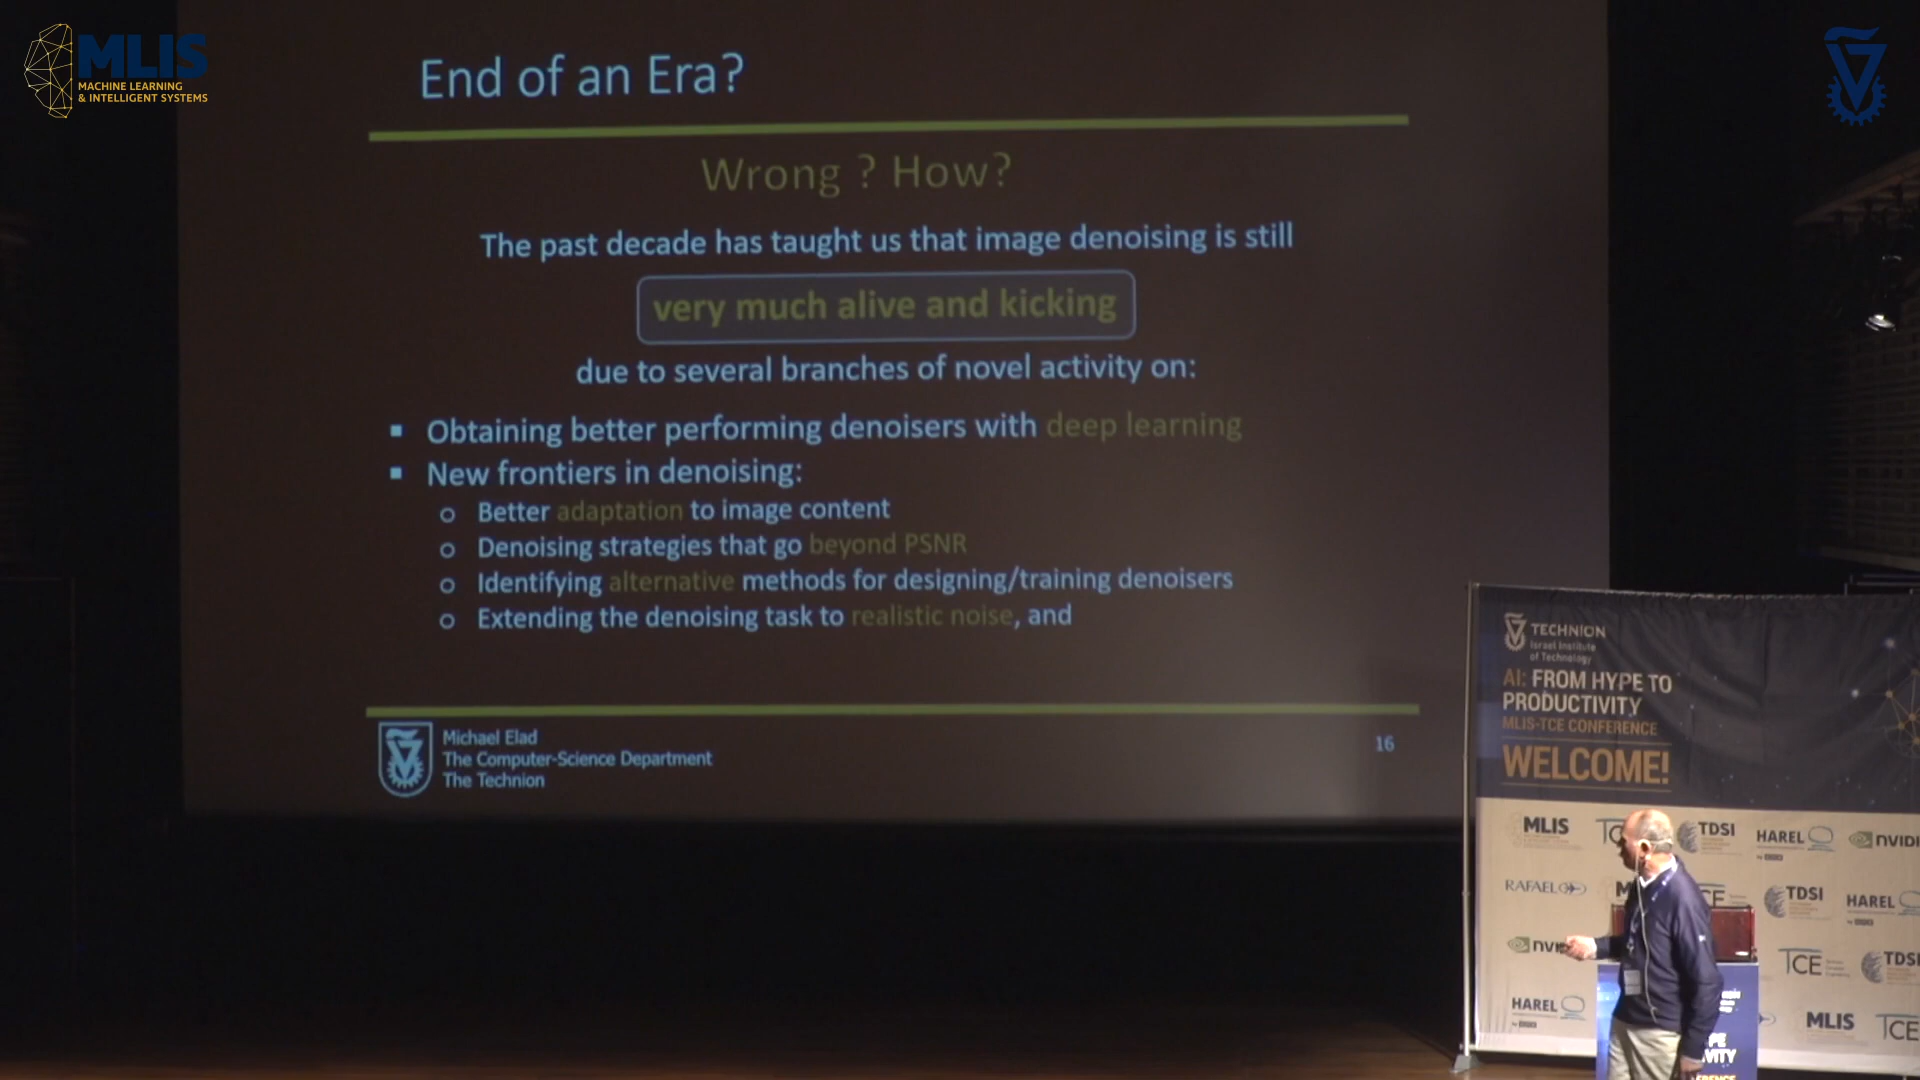 MLIS
MACHINE LEARNING
& INTELLIGENT SYSTEMS
End of an Era?
Wrong ? How?
The past decade has taught us that image denoising is still
very much alive and kicking
due to several branches of novel activity on:
▪ Obtaining better performing denoisers with deep learning
▪ New frontiers in denoising:
o Better adaptation to image content
o Denoising strategies that go beyond PSNR
o Identifying alternative methods for designing/training denoisers
o Extending the denoising task to realistic noise, and
Michael Elad
The Computer-Science Department
The Technion
16
TECHNION
Israel Institute
of Technology
AI: FROM HYPE TO
PRODUCTIVITY
MLIS-TCE CONFERENCE
WELCOME!
MLIS TDSI HAREL
RAFAEL TDSI HAREL
TCE TDSI
HAREL MLIS TCE